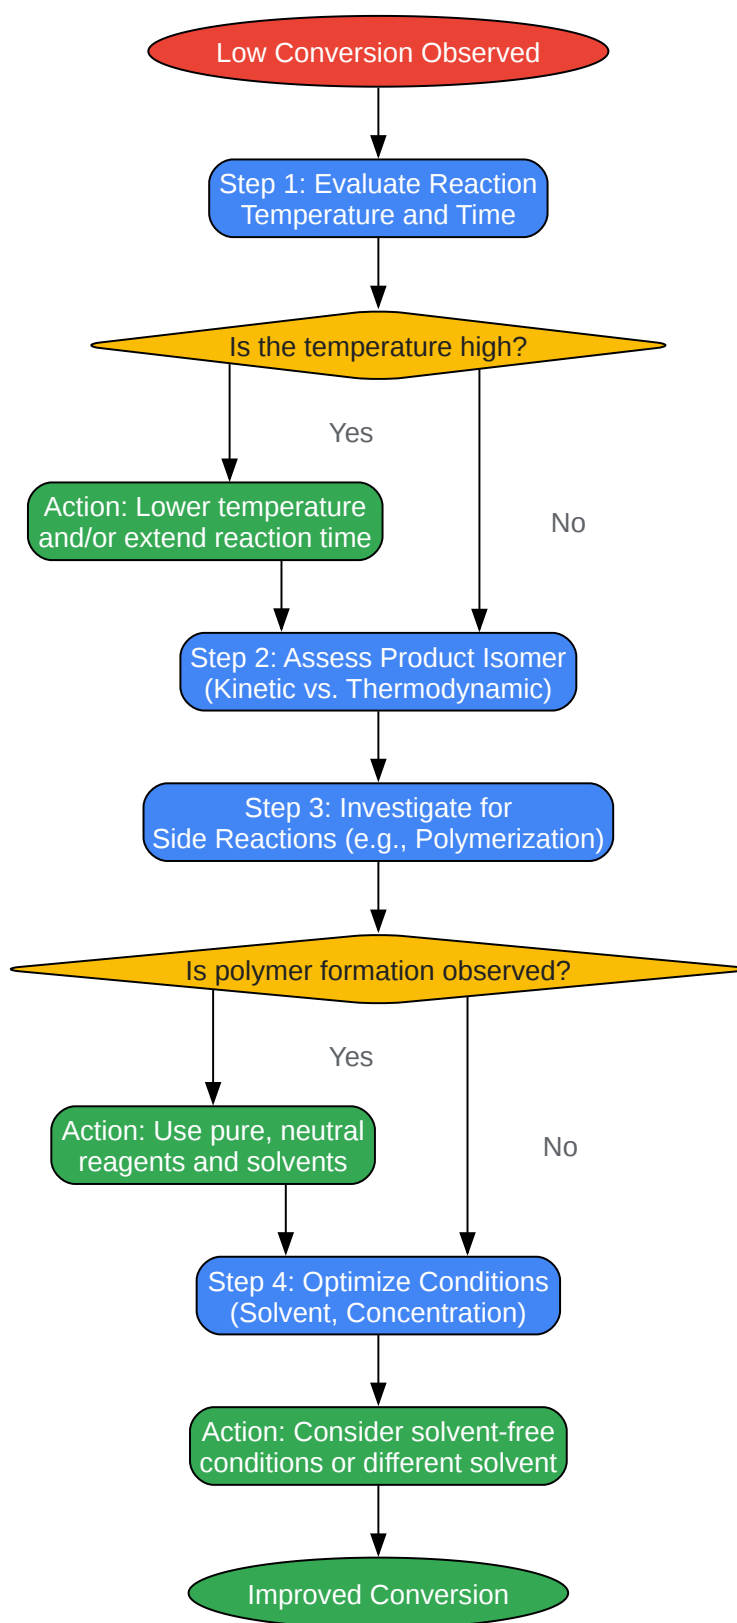 Low Conversion Observed
Step 1: Evaluate Reaction
Temperature and Time
Is the temperature high?
Yes
Action: Lower temperature
and/or extend reaction time
No
Step 2: Assess Product Isomer
(Kinetic vs. Thermodynamic)
Step 3: Investigate for
Side Reactions (e.g., Polymerization)
Is polymer formation observed?
Yes
Action: Use pure, neutral
reagents and solvents
No
Step 4: Optimize Conditions
(Solvent, Concentration)
Action: Consider solvent-free
conditions or different solvent
Improved Conversion